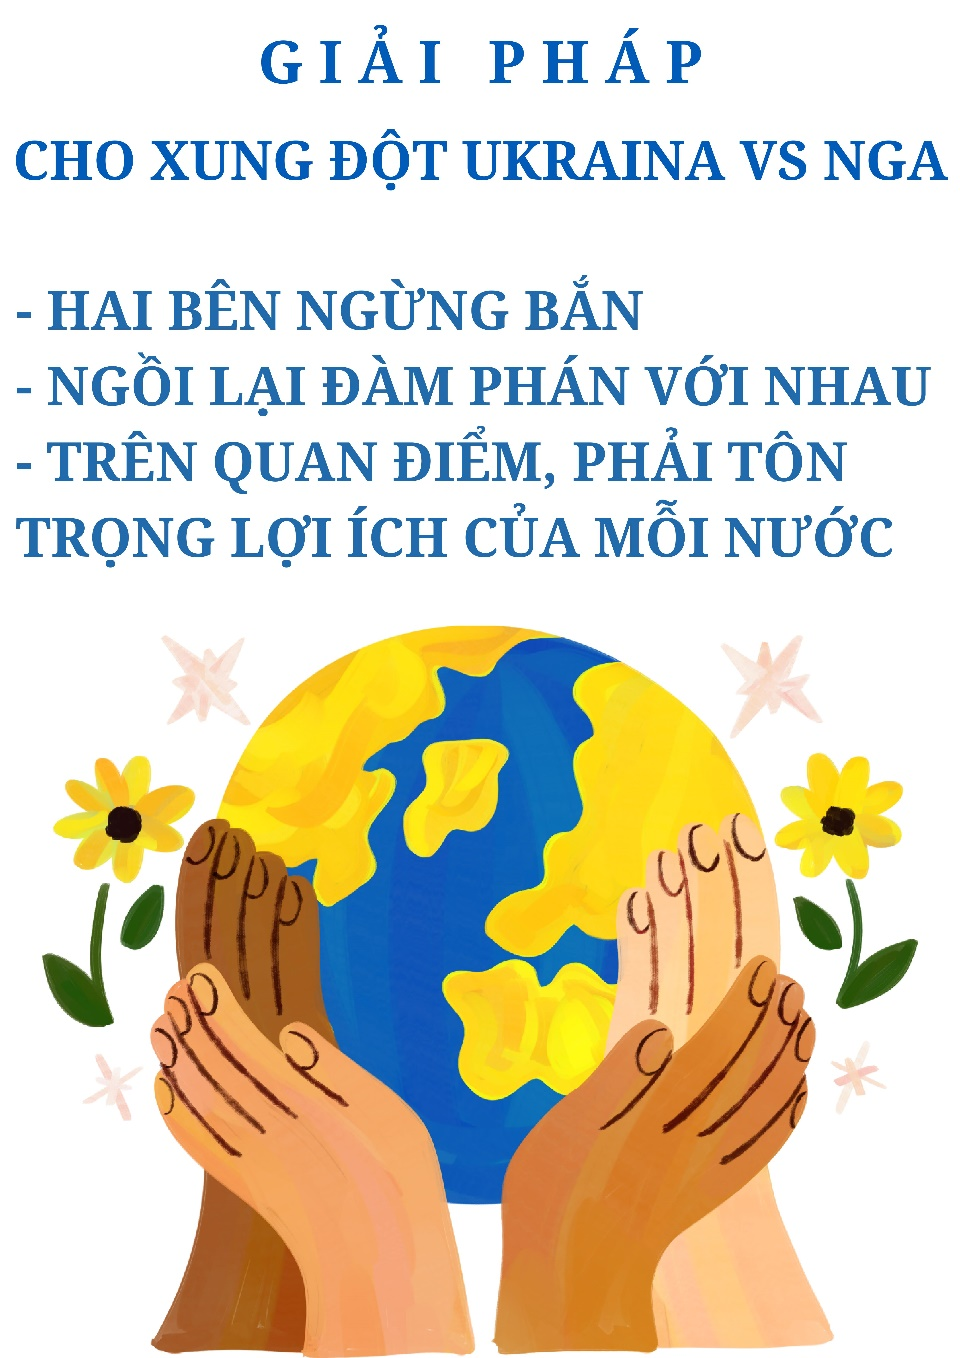 GIẢI PHÁP
CHO XUNG ĐỘT UKRAINA VS NGA
- HAI BÊN NGỪNG BẮN
- NGỒI LẠI ĐÀM PHÁN VỚI NHAU
- TRÊN QUAN ĐIỂM, PHẢI TÔN
TRỌNG LỢI ÍCH CỦA MỖI NƯỚC